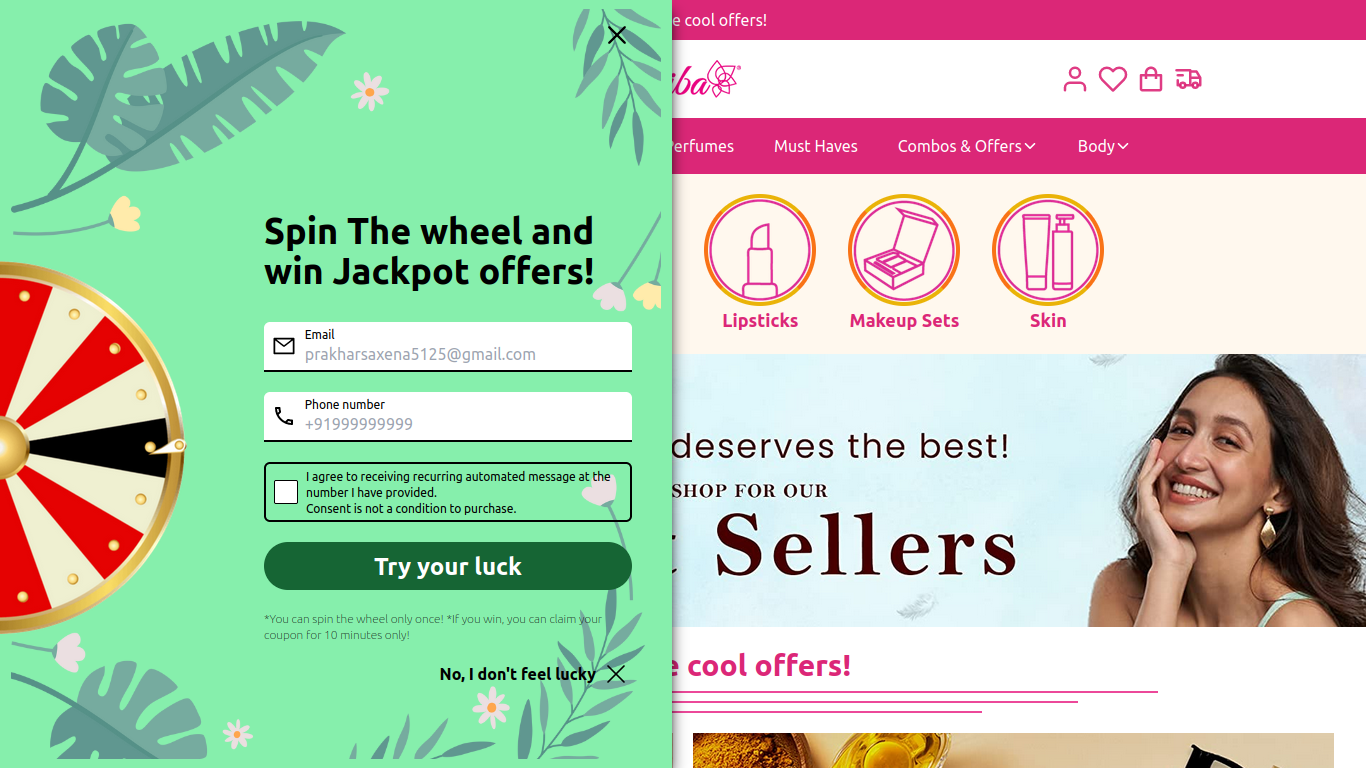 e cool offers!
iba
Perfumes
Must Haves
Combos & Offers
Body
Spin The wheel and
win Jackpot offers!
Email
prakharsaxena5125@gmail.com
Phone number
+91999999999
I agree to receiving recurring automated message at the
number I have provided.
Consent is not a condition to purchase.
Try your luck
*You can spin the wheel only once! *If you win, you can claim your
coupon for 10 minutes only!
No, I don't feel lucky
Lipsticks
Makeup Sets
Skin
deserves the best!
SHOP FOR OUR
t Sellers
e cool offers!